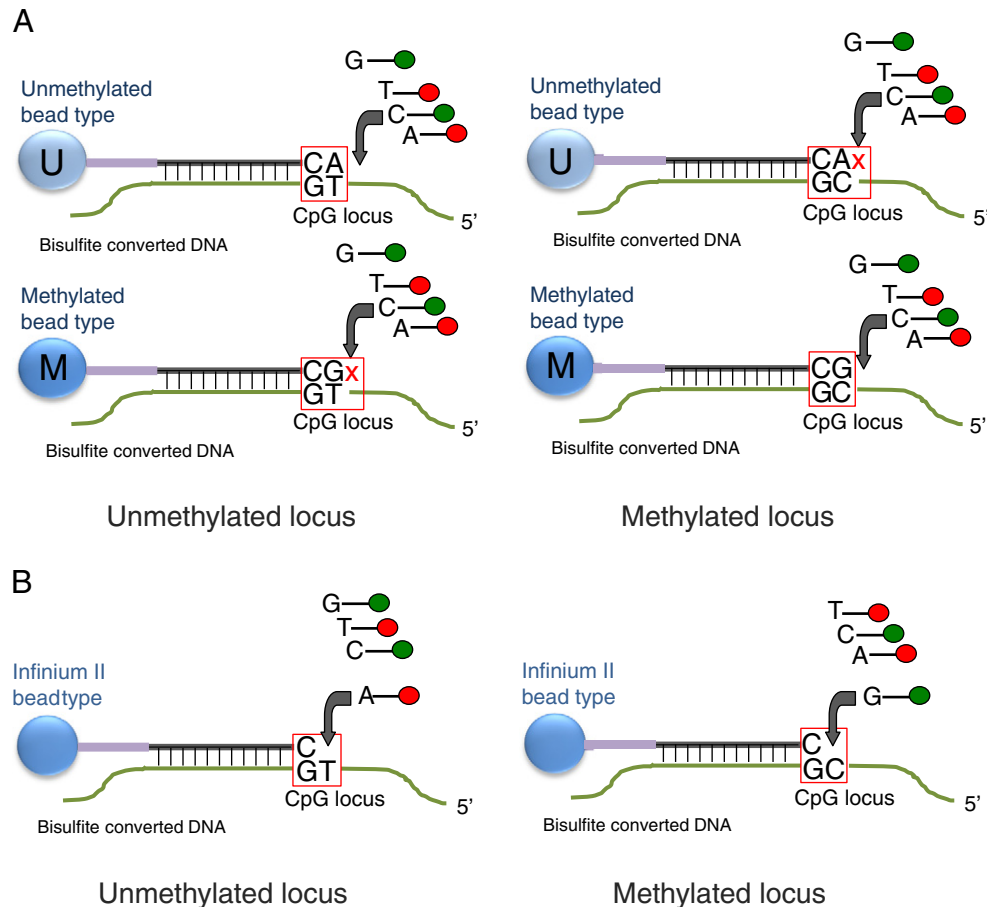 A
G
T
C
A
Unmethylated
bead type
U
CA
GT
CpG locus
5’
Bisulfite converted DNA
G
T
C
A
Unmethylated
bead type
U
CAx
GC
CpG locus
5’
Bisulfite converted DNA
G
T
C
A
Methylated
bead type
M
CGx
GT
CpG locus
5’
Bisulfite converted DNA
G
T
C
A
Methylated
bead type
M
CG
GC
CpG locus
5’
Bisulfite converted DNA
Unmethylated locus
Methylated locus
B
G
T
C
A
Infinium II
beadtype
C
GT
CpG locus
5’
Bisulfite converted DNA
T
C
A
G
Infinium II
bead type
C
GC
CpG locus
5’
Bisulfite converted DNA
Unmethylated locus
Methylated locus